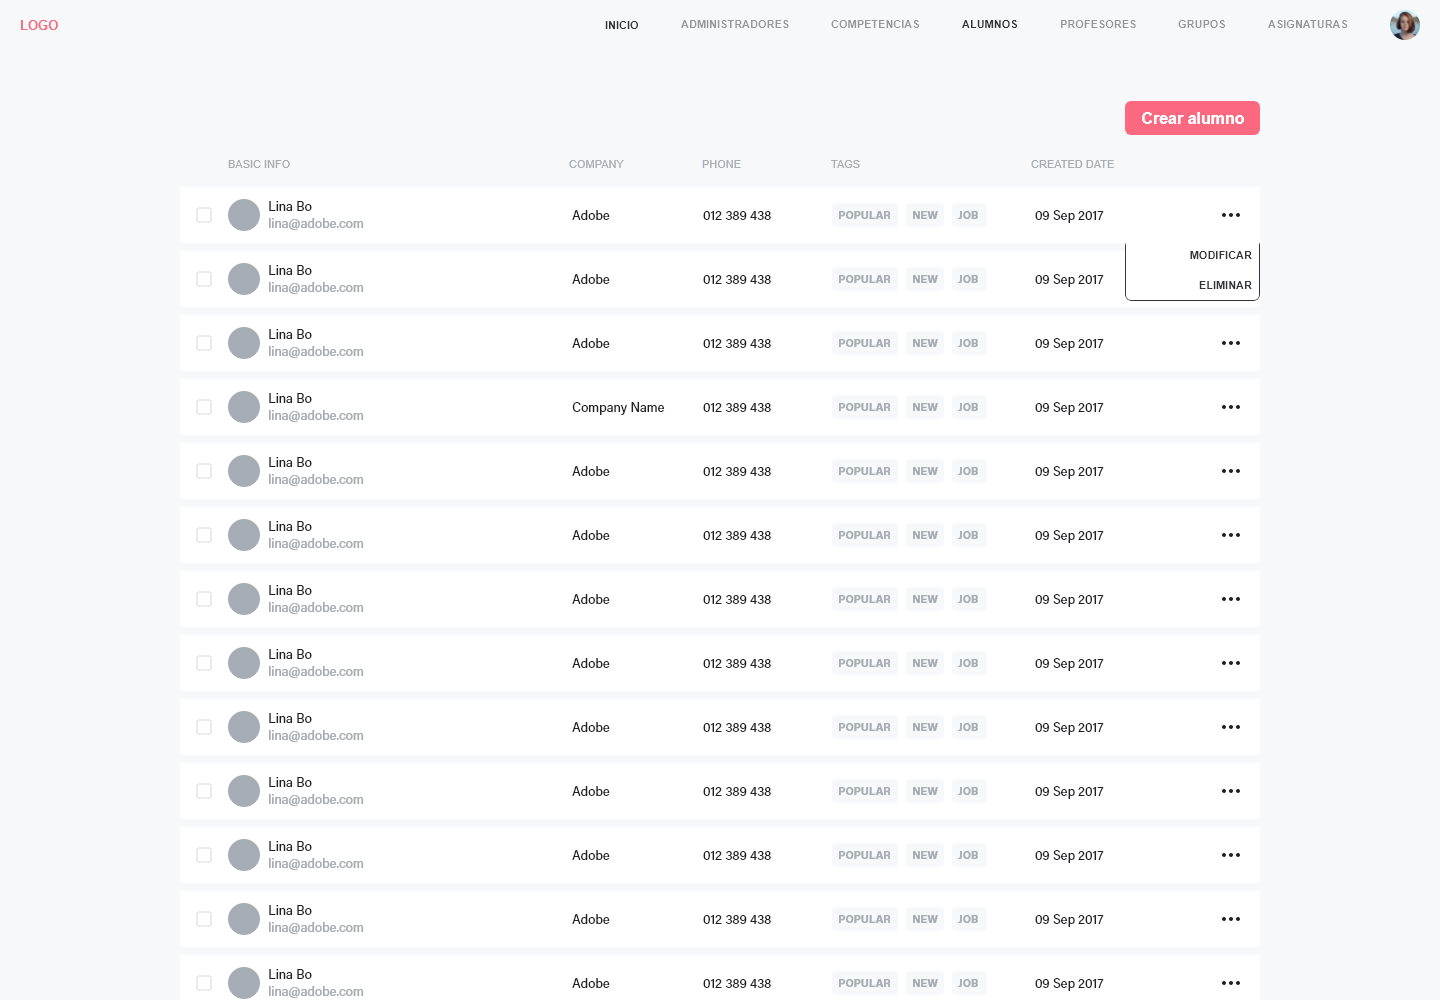 LOGO INICIO ADMINISTRADORES COMPETENCIAS ALUMNOS PROFESORES GRUPOS ASIGNATURAS
Crear alumno
BASIC INFO COMPANY PHONE TAGS CREATED DATE
Lina Bo
lina@adobe.com
Adobe 012 389 438 POPULAR NEW JOB 09 Sep 2017
MODIFICAR
ELIMINAR
Lina Bo
lina@adobe.com
Adobe 012 389 438 POPULAR NEW JOB 09 Sep 2017
Lina Bo
lina@adobe.com
Adobe 012 389 438 POPULAR NEW JOB 09 Sep 2017
Lina Bo
lina@adobe.com
Company Name 012 389 438 POPULAR NEW JOB 09 Sep 2017
Lina Bo
lina@adobe.com
Adobe 012 389 438 POPULAR NEW JOB 09 Sep 2017
Lina Bo
lina@adobe.com
Adobe 012 389 438 POPULAR NEW JOB 09 Sep 2017
Lina Bo
lina@adobe.com
Adobe 012 389 438 POPULAR NEW JOB 09 Sep 2017
Lina Bo
lina@adobe.com
Adobe 012 389 438 POPULAR NEW JOB 09 Sep 2017
Lina Bo
lina@adobe.com
Adobe 012 389 438 POPULAR NEW JOB 09 Sep 2017
Lina Bo
lina@adobe.com
Adobe 012 389 438 POPULAR NEW JOB 09 Sep 2017
Lina Bo
lina@adobe.com
Adobe 012 389 438 POPULAR NEW JOB 09 Sep 2017
Lina Bo
lina@adobe.com
Adobe 012 389 438 POPULAR NEW JOB 09 Sep 2017
Lina Bo
lina@adobe.com
Adobe 012 389 438 POPULAR NEW JOB 09 Sep 2017